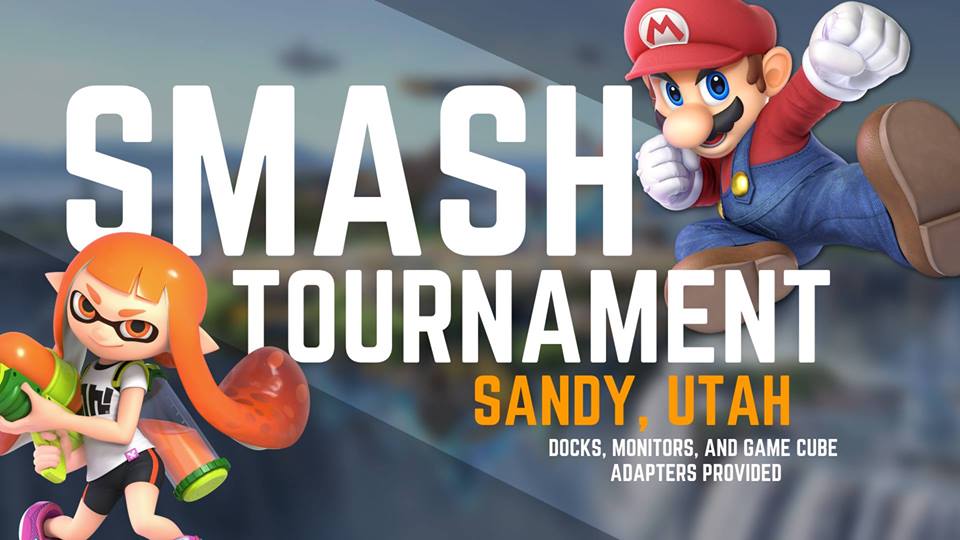 SMASH
TOURNAMENT
SANDY, UTAH
DOCKS, MONITORS, AND GAME CUBE
ADAPTERS PROVIDED
M